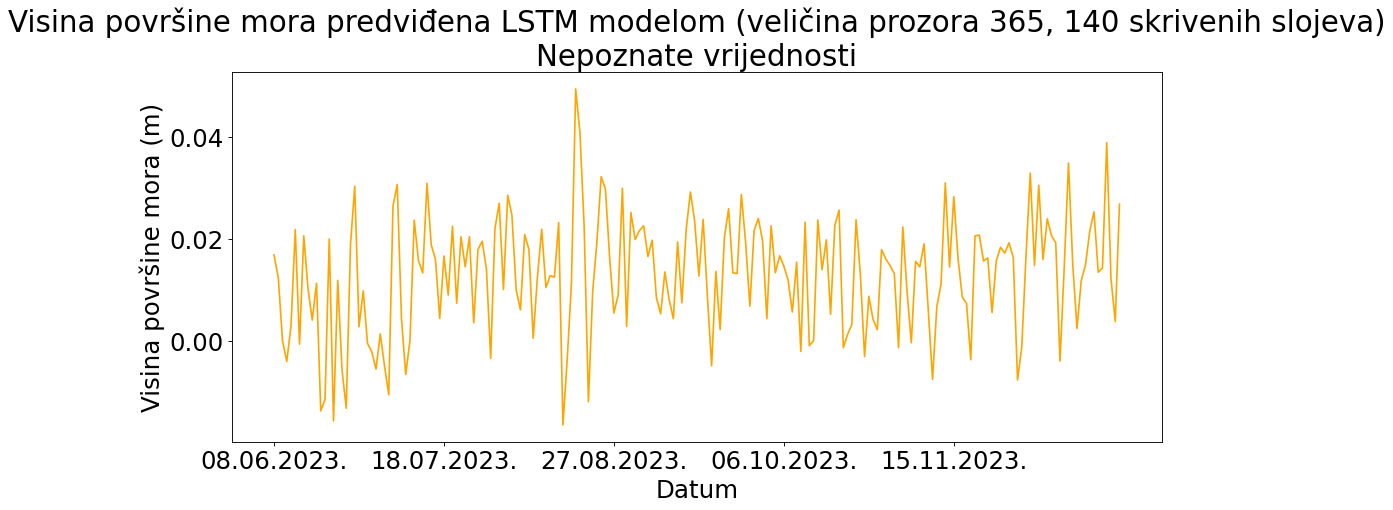 Visina površine mora predviđena LSTM modelom (veličina prozora 365, 140 skrivenih slojeva)
Nepoznate vrijednosti
Visina površine mora (m)
0.04
0.02
0.00
08.06.2023. 18.07.2023. 27.08.2023. 06.10.2023. 15.11.2023.
Datum